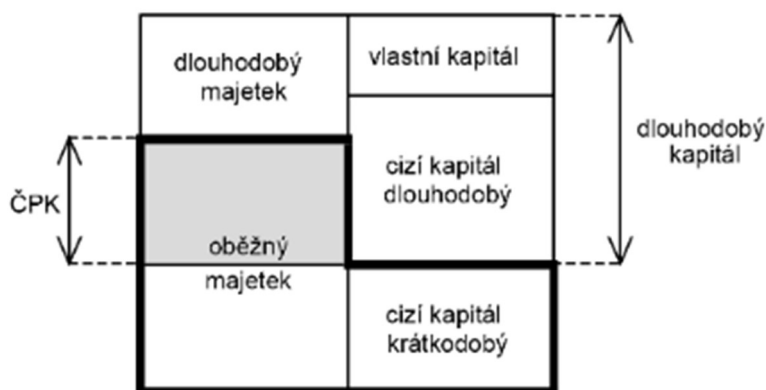 dlouhodobý
majetek
vlastní kapitál
dlouhodobý
kapitál
ČPK
cizí kapitál
dlouhodobý
oběžný
majetek
cizí kapitál
krátkodobý